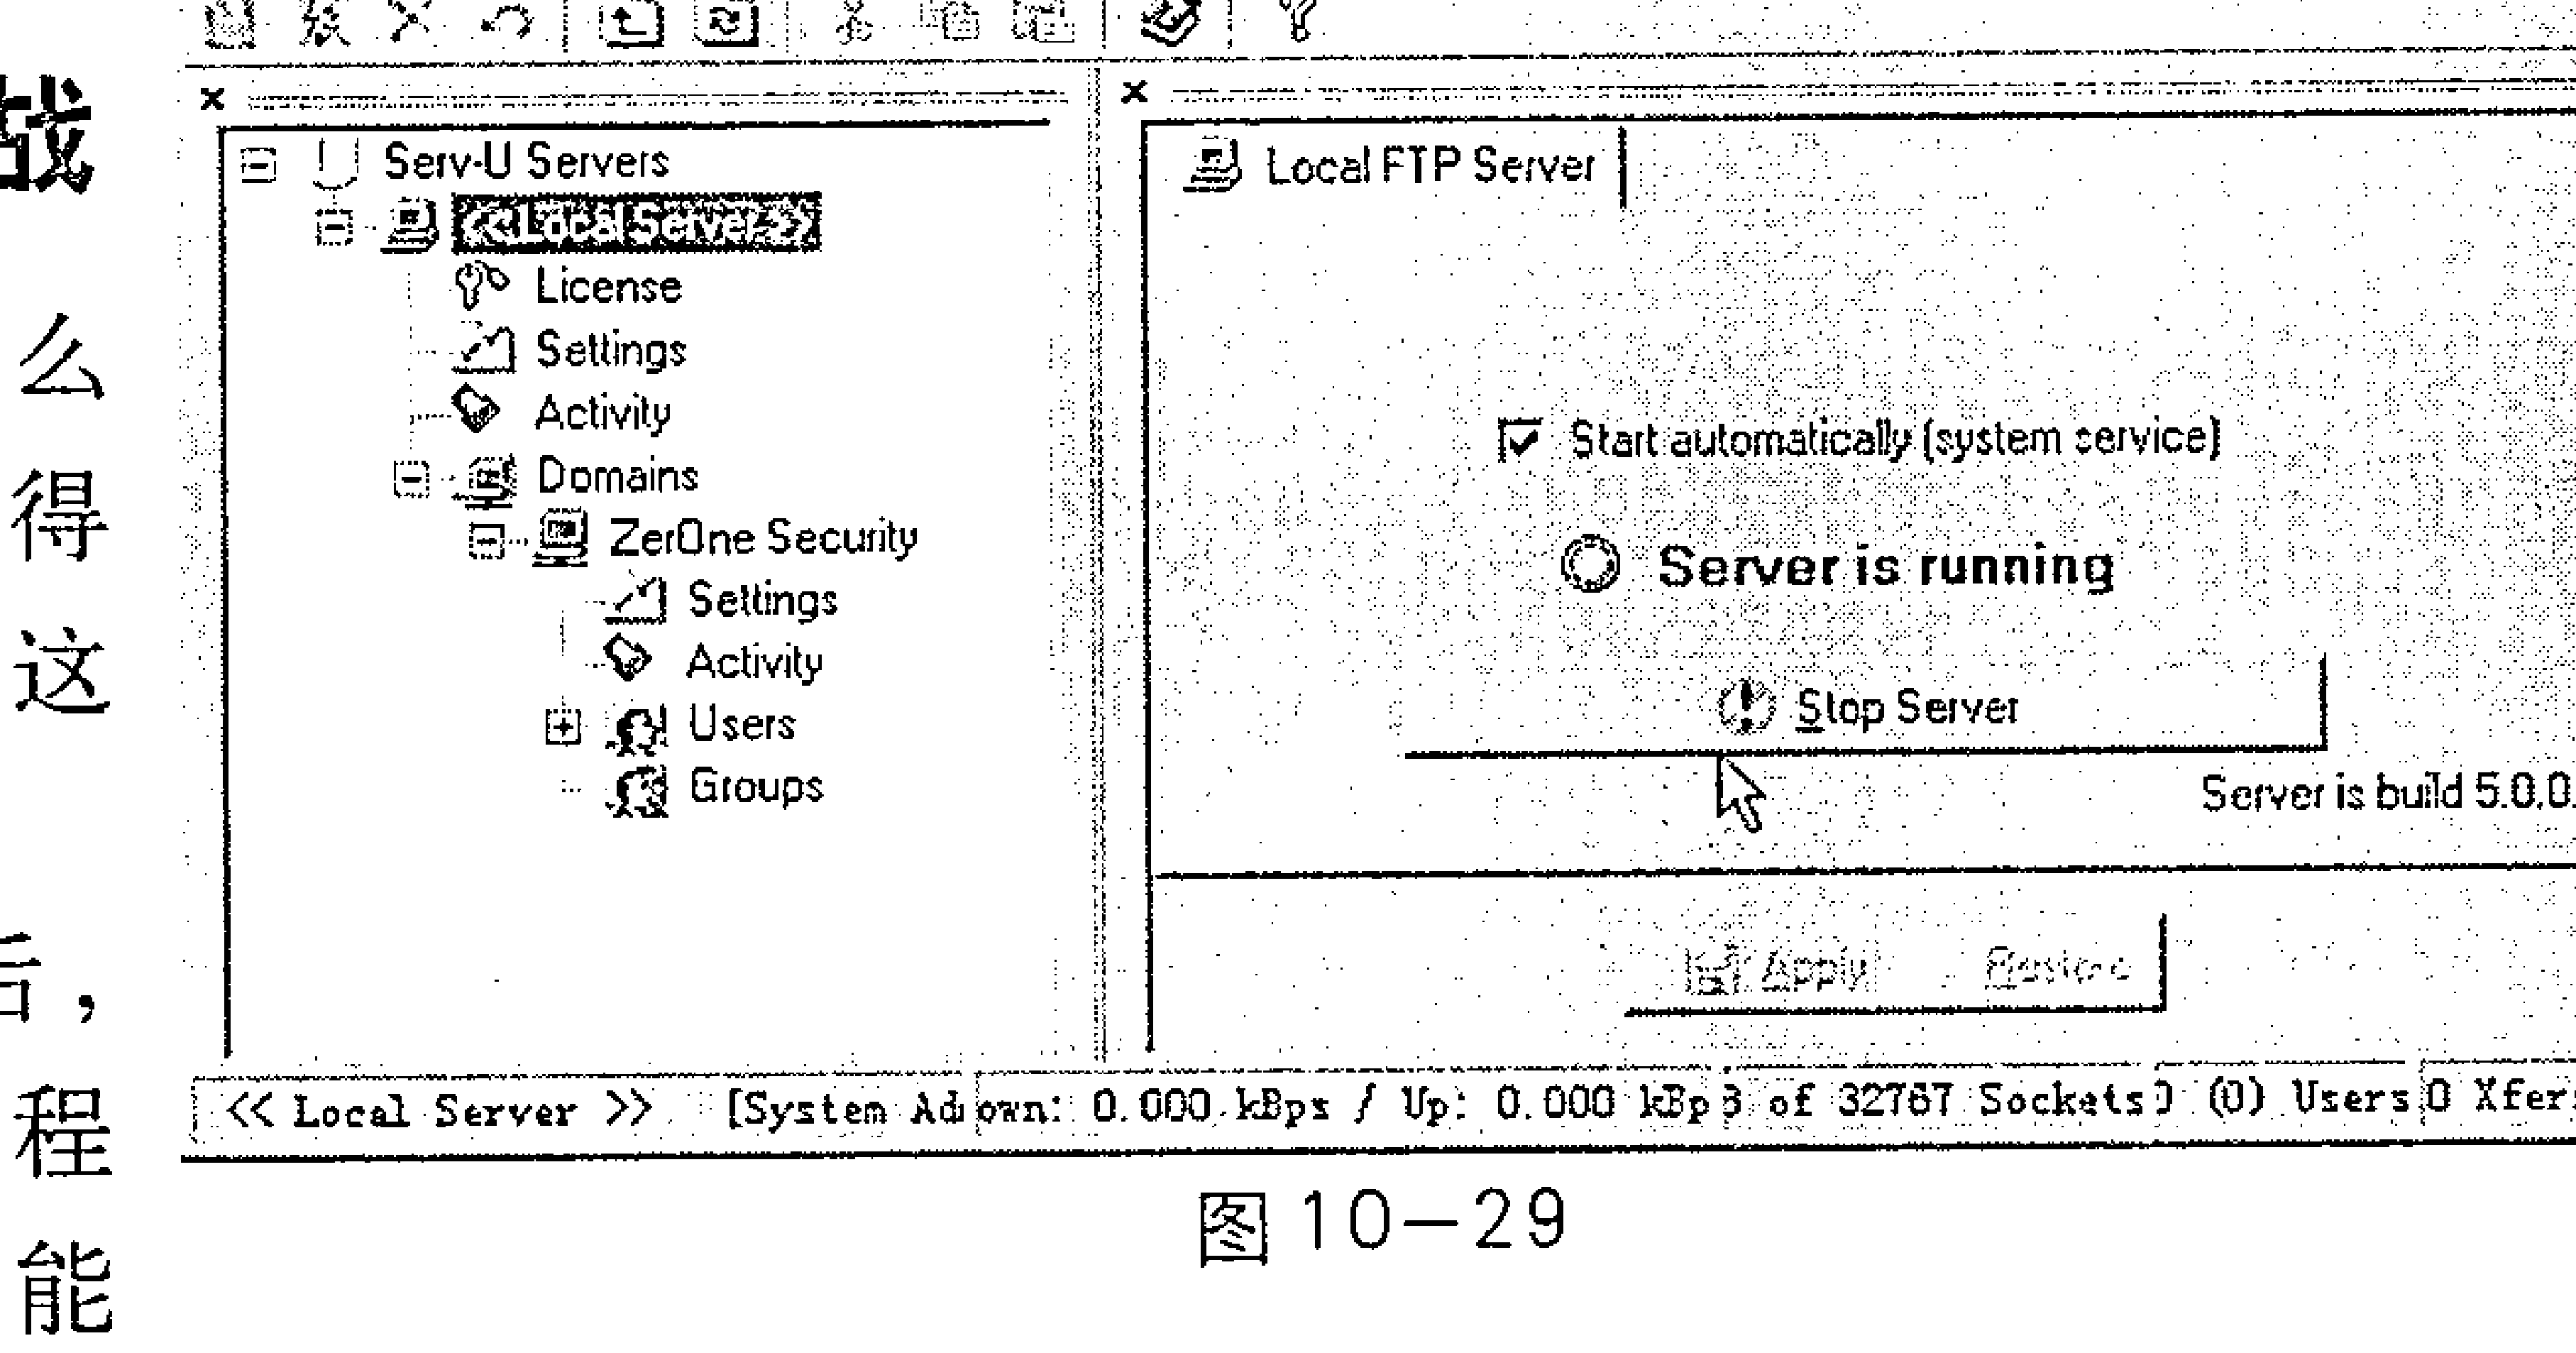 战
么
得
这
后，
程
能
Serv-U Servers
<<Local Server>>
License
Settings
Activity
Domains
ZerOne Security
Settings
Activity
Users
Groups
Local FTP Server
Start automatically (system service)
Server is running
Stop Server
Server is build 5.0.0.
Apply Restore
<< Local Server >> [System Ad own: 0.000 kBps / Up: 0.000 kBp 3 of 32767 Sockets 0 (0) Users 0 Xfer
图 10-29